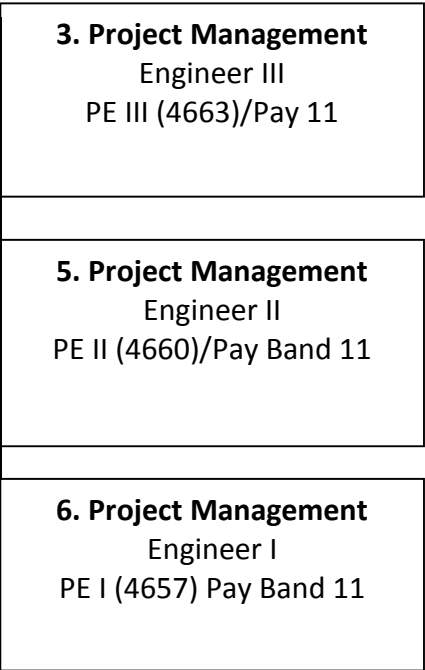 3. Project Management
Engineer III
PE III (4663)/Pay 11
5. Project Management
Engineer II
PE II (4660)/Pay Band 11
6. Project Management
Engineer I
PE I (4657) Pay Band 11